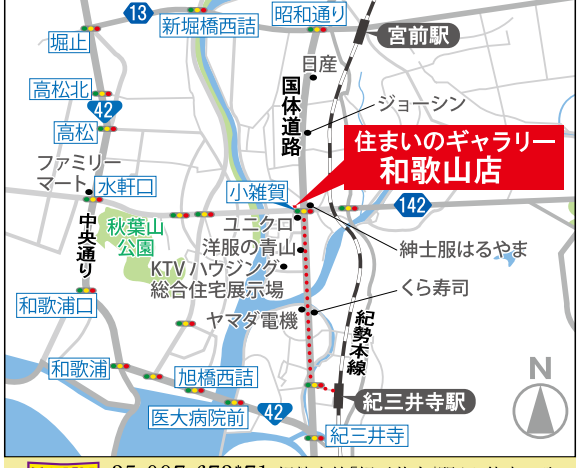 13
新堀橋西詰
昭和通り
堀止
宮前駅
日産
高松北
国体道路
ジョーシン
42
高松
住まいのギャラリー
和歌山店
ファミリー
マート
水軒口
小雑賀
142
中央通り
秋葉山
公園
ユニクロ
洋服の青山
紳士服はるやま
KTVハウジング
総合住宅展示場
くら寿司
和歌浦口
ヤマダ電機
紀勢本線
和歌浦
旭橋西詰
N
医大病院前
42
紀三井寺駅
紀三井寺